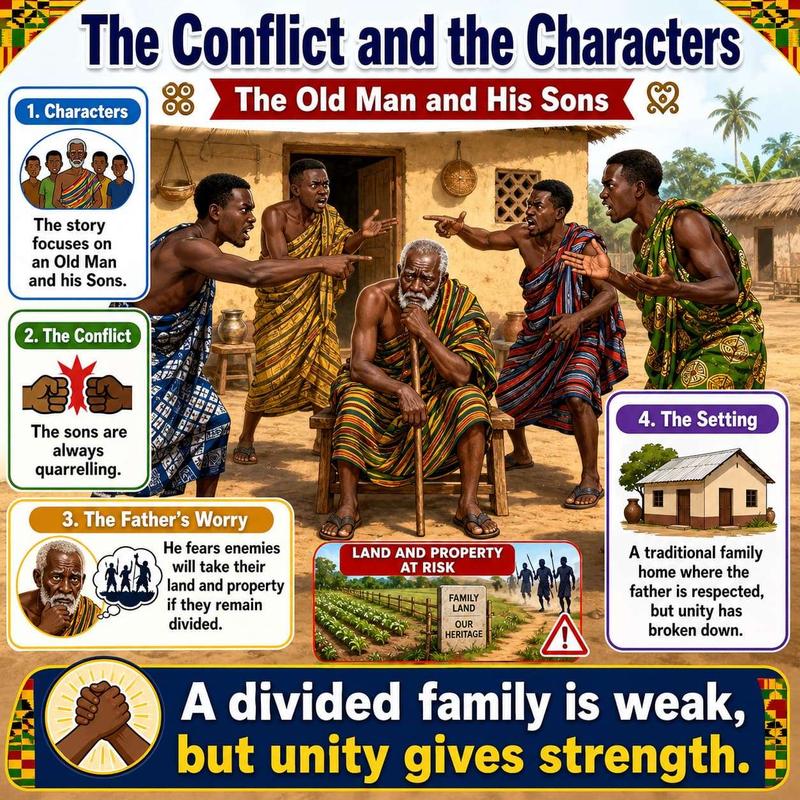 The Conflict and the Characters
The Old Man and His Sons
1. Characters
The story
focuses on
an Old Man
and his Sons.
2. The Conflict
The sons are
always
quarrelling.
3. The Father's Worry
He fears enemies
will take their
land and property
if they remain
divided.
LAND AND PROPERTY
AT RISK
FAMILY
LAND
OUR
HERITAGE
4. The Setting
A traditional family
home where the
father is respected,
but unity has
broken down.
A divided family is weak,
but unity gives strength.